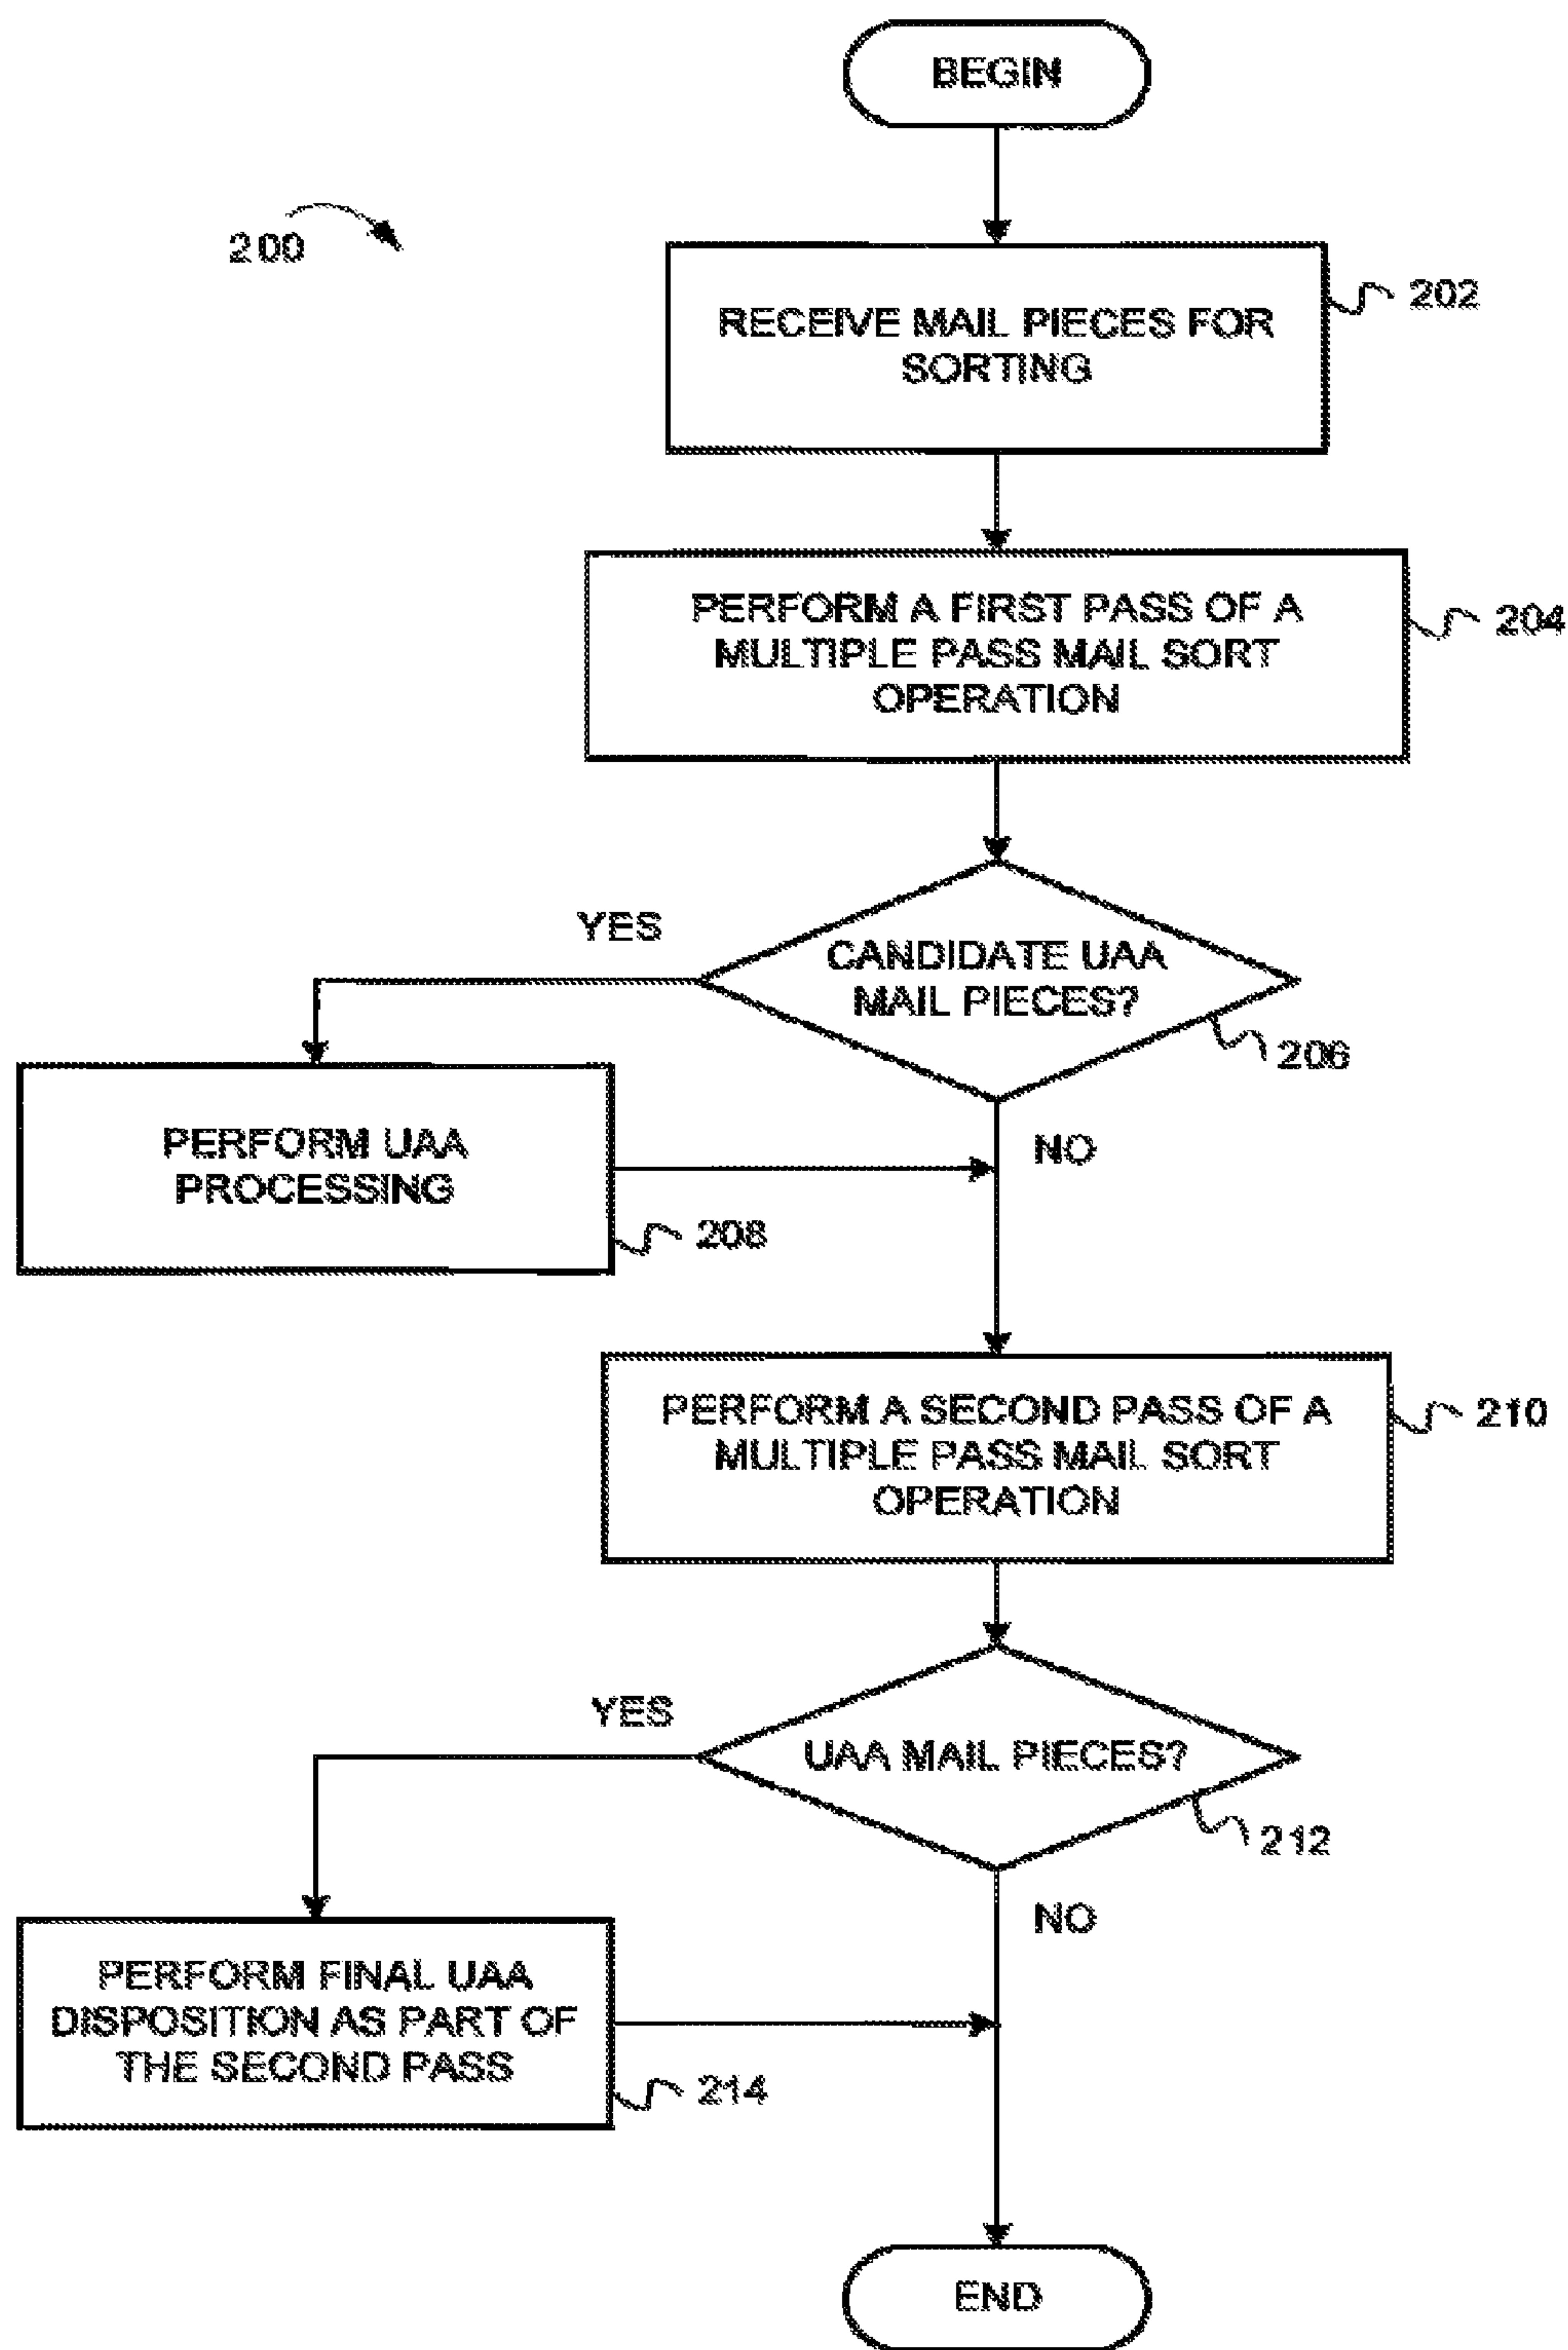 BEGIN
200
RECEIVE MAIL PIECES FOR
SORTING
202
PERFORM A FIRST PASS OF A
MULTIPLE PASS MAIL SORT
OPERATION
204
YES
CANDIDATE UAA
MAIL PIECES?
206
PERFORM UAA
PROCESSING
208
NO
PERFORM A SECOND PASS OF A
MULTIPLE PASS MAIL SORT
OPERATION
210
YES
UAA MAIL PIECES?
212
NO
PERFORM FINAL UAA
DISPOSITION AS PART OF
THE SECOND PASS
214
END